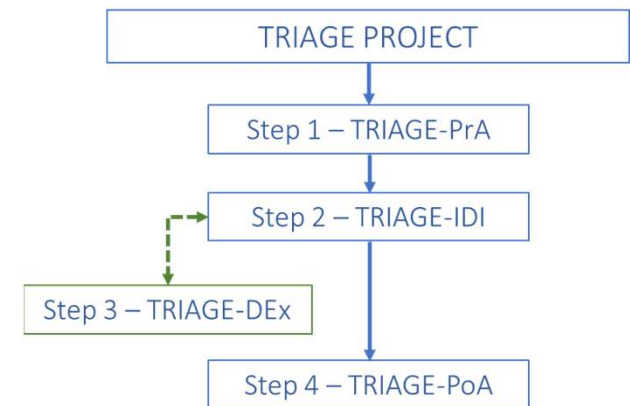 TRIAGE PROJECT
Step 1 – TRIAGE-PrA
Step 2 – TRIAGE-IDI
Step 3 – TRIAGE-DEx
Step 4 – TRIAGE-PoA